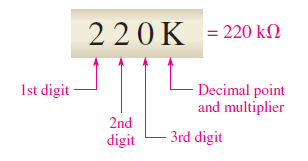 220K = 220 kΩ
1st digit
Decimal point
and multiplier
2nd
digit
3rd digit